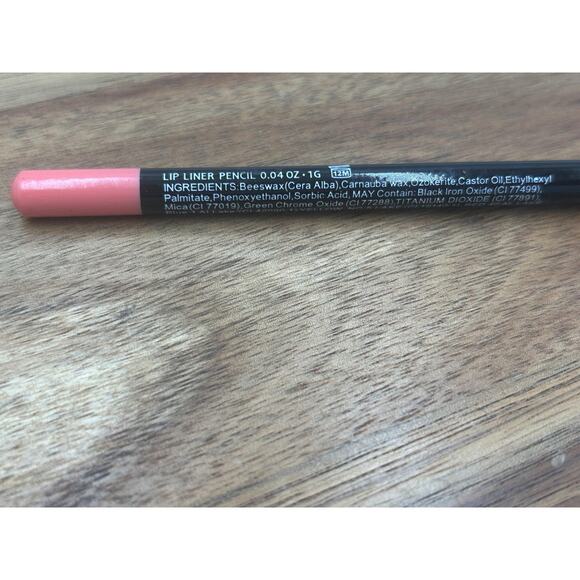 LIP LINER PENCIL 0.04 OZ · 1G 12M
INGREDIENTS:Beeswax(Cera Alba),Carnauba wax,Ozokerite,Castor Oil,Ethylhexyl
Palmitate,Phenoxyethanol,Sorbic Acid, MAY Contain: Black Iron Oxide (CI 77499),
Mica(CI 77019),Green Chrome Oxide (CI 77288),TITANIUM DIOXIDE (CI 77891),